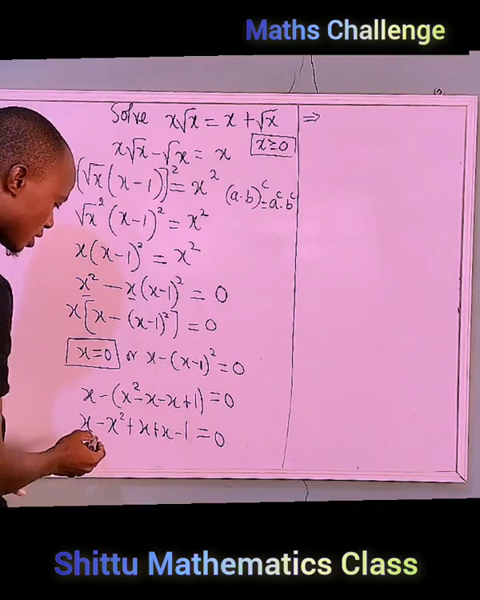 Maths Challenge
Solve x√x = x + √x ⇒
x√x - √x = x
x≥0
(√x(x-1)]² = x²
(a·b)ᶜ = aᶜ·bᶜ
√x²(x-1)² = x²
x(x-1)² = x²
x² - x(x-1)² = 0
x[x - (x-1)²] = 0
x=0 or x-(x-1)² = 0
x - (x²-x-x+1) = 0
x - x² + x + x - 1 = 0
Shittu Mathematics Class